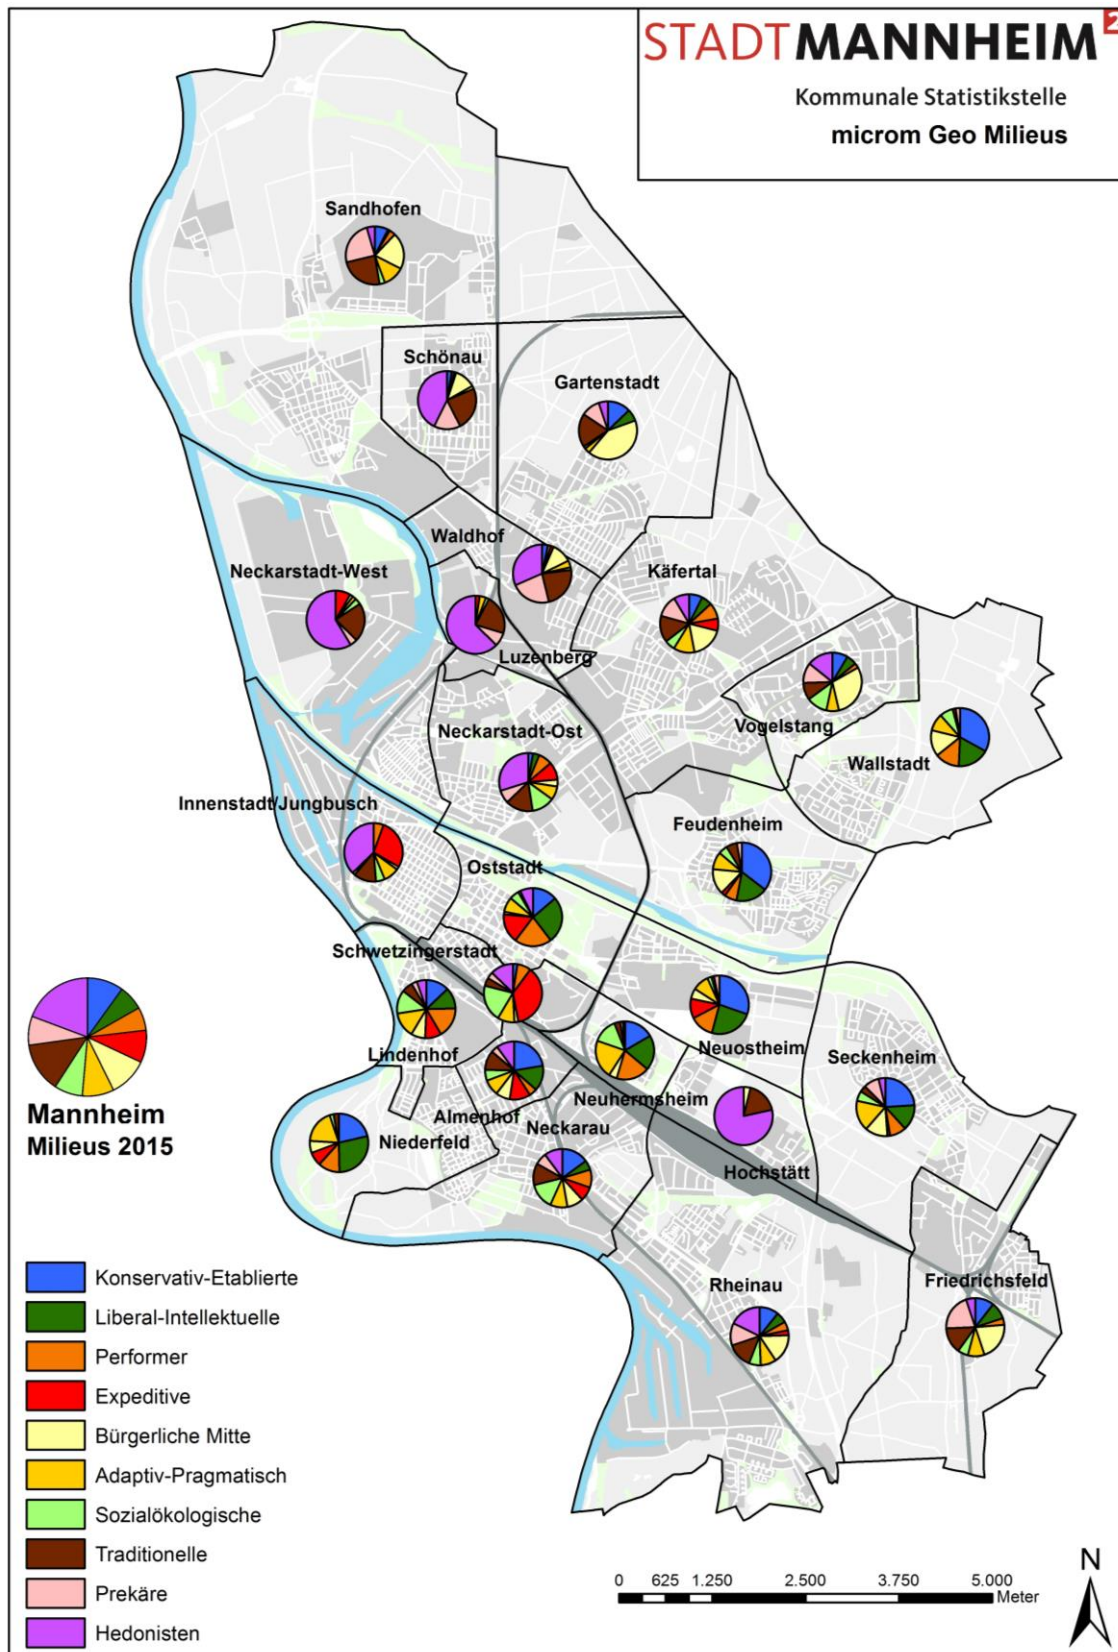 STADT MANNHEIM 2
Kommunale Statistikstelle
microm Geo Milieus
Sandhofen
Schönau
Gartenstadt
Waldhof
Neckarstadt-West
Käfertal
Luzenberg
Neckarstadt-Ost
Vogelstang
Wallstadt
Innenstadt/Jungbusch
Feudenheim
Oststadt
Schwetzingerstadt
Lindenhof
Neuostheim
Seckenheim
Almenhof
Neuhermsheim
Neckarau
Niederfeld
Hochstätt
Mannheim
Milieus 2015
Rheinau
Friedrichsfeld
Konservativ-Etablierte
Liberal-Intellektuelle
Performer
Expeditive
Bürgerliche Mitte
Adaptiv-Pragmatisch
Sozialökologische
Traditionelle
Prekäre
Hedonisten
0 625 1.250 2.500 3.750 5.000
Meter
N